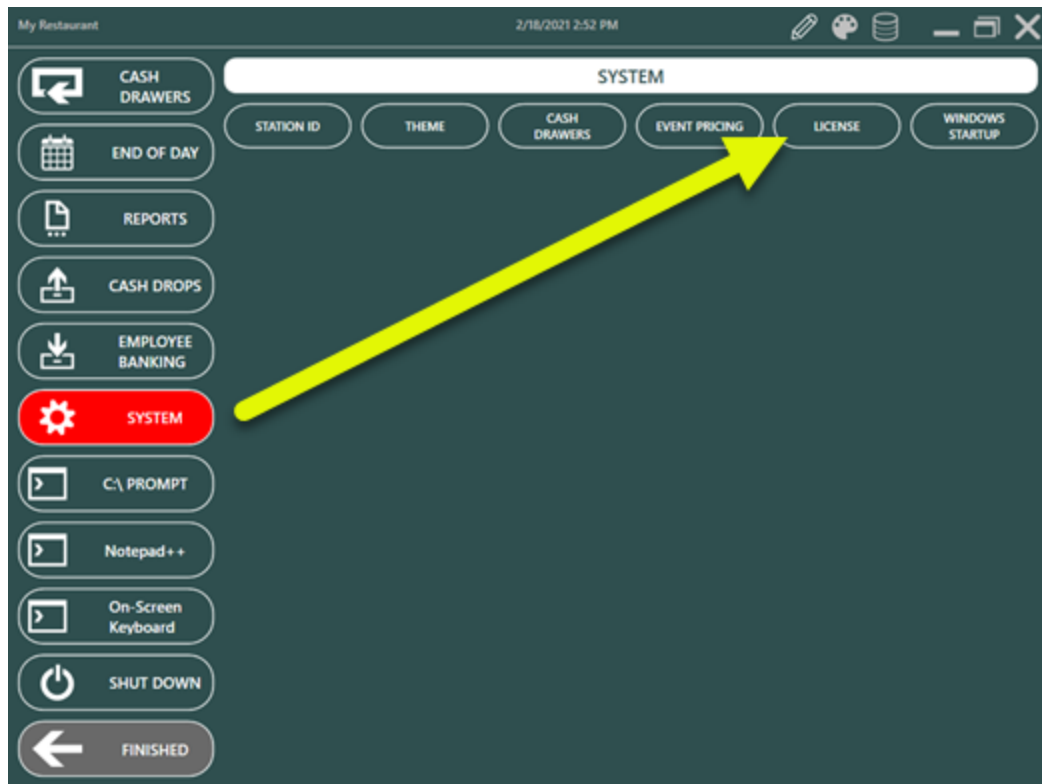 My Restaurant
2/18/2021 2:52 PM
CASH
DRAWERS
SYSTEM
STATION ID
THEME
CASH
DRAWERS
EVENT PRICING
LICENSE
WINDOWS
STARTUP
END OF DAY
REPORTS
CASH DROPS
EMPLOYEE
BANKING
SYSTEM
C:\ PROMPT
Notepad++
On-Screen
Keyboard
SHUT DOWN
FINISHED